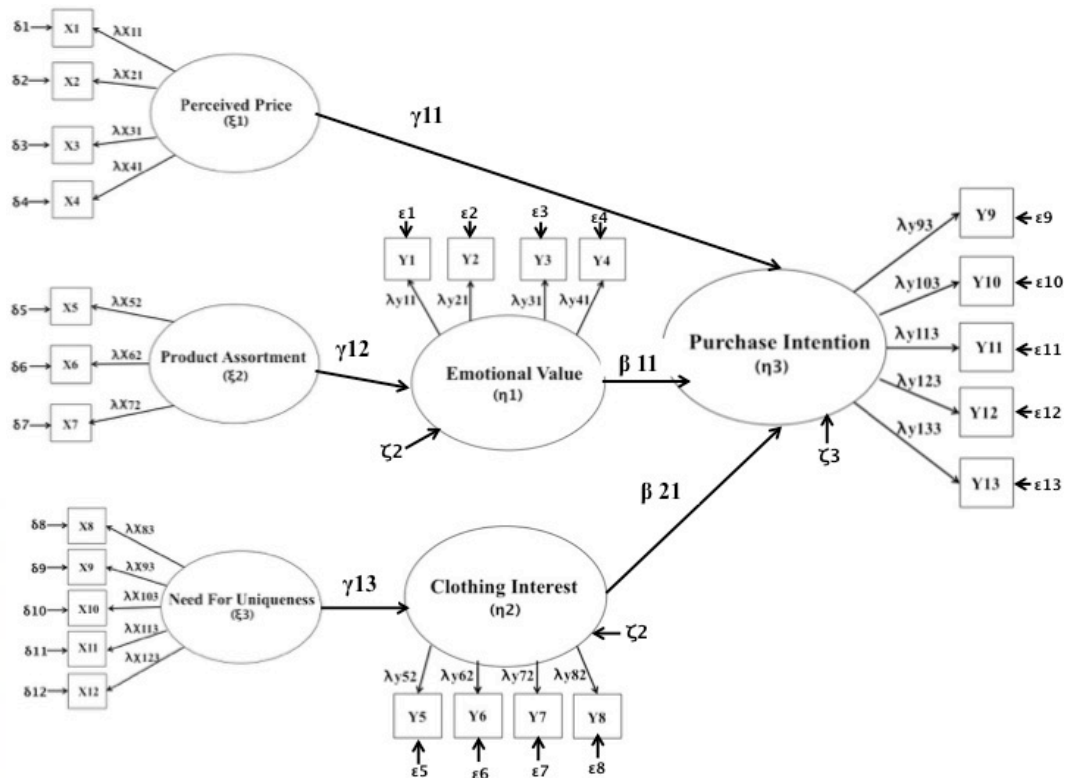 δ1
X1
λX11
δ2
X2
λX21
δ3
X3
λX31
δ4
X4
λX41
Perceived Price
(ξ1)
γ11
ε1
ε2
ε3
ε4
Y1
Y2
Y3
Y4
λy11
λy21
λy31
λy41
δ5
X5
λX52
δ6
X6
λX62
δ7
X7
λX72
Product Assortment
(ξ2)
γ12
Emotional Value
(η1)
ζ2
β 11
Purchase Intention
(η3)
ζ3
λy93
Y9
ε9
λy103
Y10
ε10
λy113
Y11
ε11
λy123
Y12
ε12
λy133
Y13
ε13
β 21
δ8
X8
λX83
δ9
X9
λX93
δ10
X10
λX103
δ11
X11
λX113
δ12
X12
λX123
Need For Uniqueness
(ξ3)
γ13
Clothing Interest
(η2)
ζ2
λy52
λy62
λy72
λy82
Y5
Y6
Y7
Y8
ε5
ε6
ε7
ε8